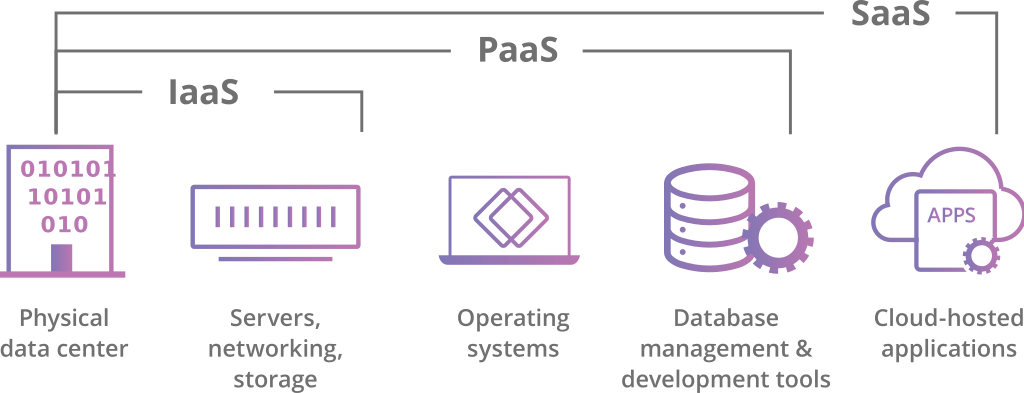 SaaS
PaaS
IaaS
010101
10101
010
APPS
Physical
data center
Servers,
networking,
storage
Operating
systems
Database
management &
development tools
Cloud-hosted
applications